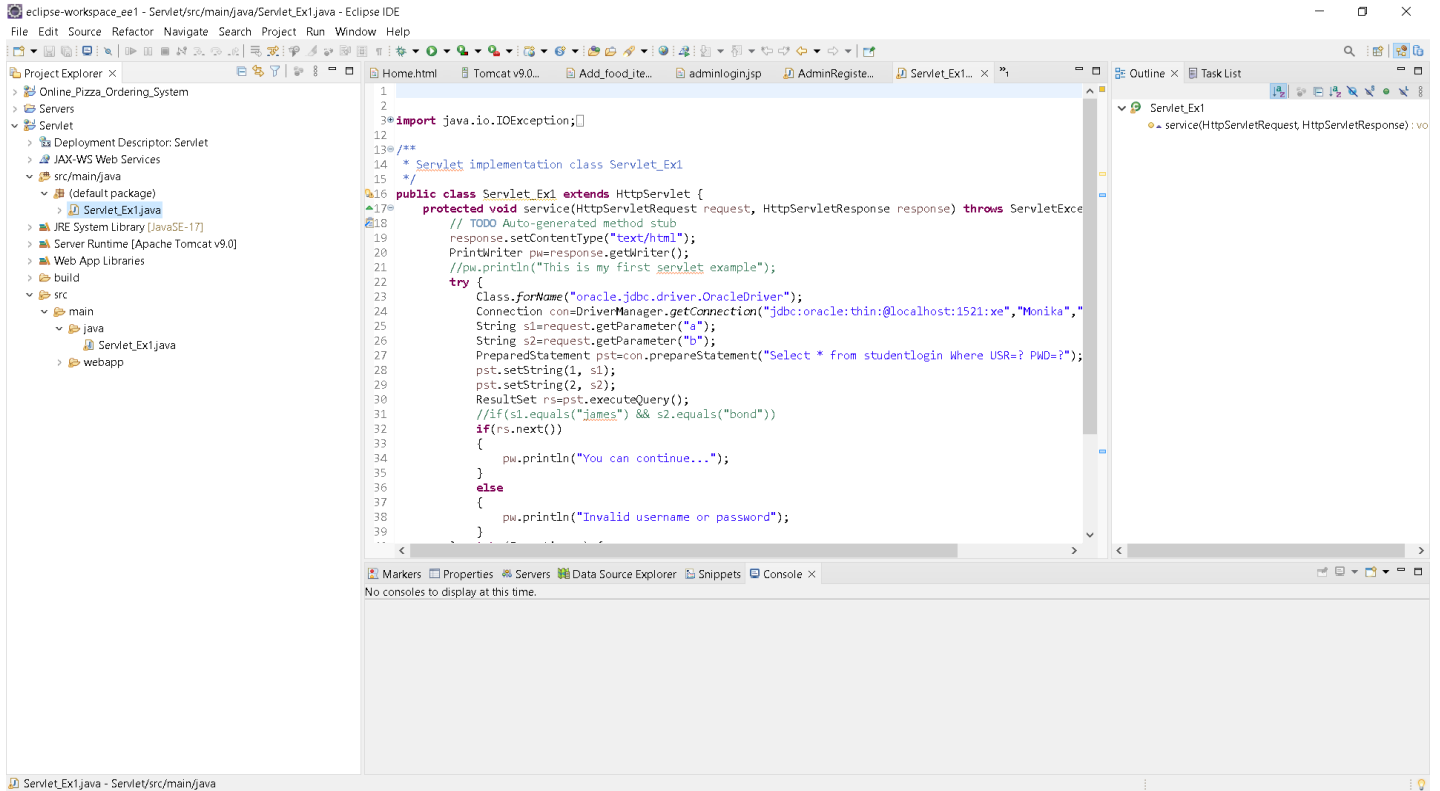 eclipse-workspace_ee1 - Servlet/src/main/java/Servlet_Ex1.java - Eclipse IDE
File Edit Source Refactor Navigate Search Project Run Window Help
Project Explorer
Online_Pizza_Ordering_System
Servers
Servlet
Deployment Descriptor: Servlet
JAX-WS Web Services
src/main/java
(default package)
Servlet_Ex1.java
JRE System Library [JavaSE-17]
Server Runtime [Apache Tomcat v9.0]
Web App Libraries
build
src
main
java
Servlet_Ex1.java
webapp
Home.html Tomcat v9.0... Add_food_ite... adminlogin.jsp AdminRegiste... Servlet_Ex1... »1
1
2
3 import java.io.IOException;
12
13 /**
14 * Servlet implementation class Servlet_Ex1
15 */
16 public class Servlet_Ex1 extends HttpServlet {
17 protected void service(HttpServletRequest request, HttpServletResponse response) throws ServletExce
18 // TODO Auto-generated method stub
19 response.setContentType("text/html");
20 PrintWriter pw=response.getWriter();
21 //pw.println("This is my first servlet example");
22 try {
23 Class.forName("oracle.jdbc.driver.OracleDriver");
24 Connection con=DriverManager.getConnection("jdbc:oracle:thin:@localhost:1521:xe","Monika","
25 String s1=request.getParameter("a");
26 String s2=request.getParameter("b");
27 PreparedStatement pst=con.prepareStatement("Select * from studentlogin Where USR=? PWD=?");
28 pst.setString(1, s1);
29 pst.setString(2, s2);
30 ResultSet rs=pst.executeQuery();
31 //if(s1.equals("james") && s2.equals("bond"))
32 if(rs.next())
33 {
34 pw.println("You can continue...");
35 }
36 else
37 {
38 pw.println("Invalid username or password");
39 }
Outline Task List
Servlet_Ex1
service(HttpServletRequest, HttpServletResponse) : vo
Markers Properties Servers Data Source Explorer Snippets Console
No consoles to display at this time.
Servlet_Ex1.java - Servlet/src/main/java